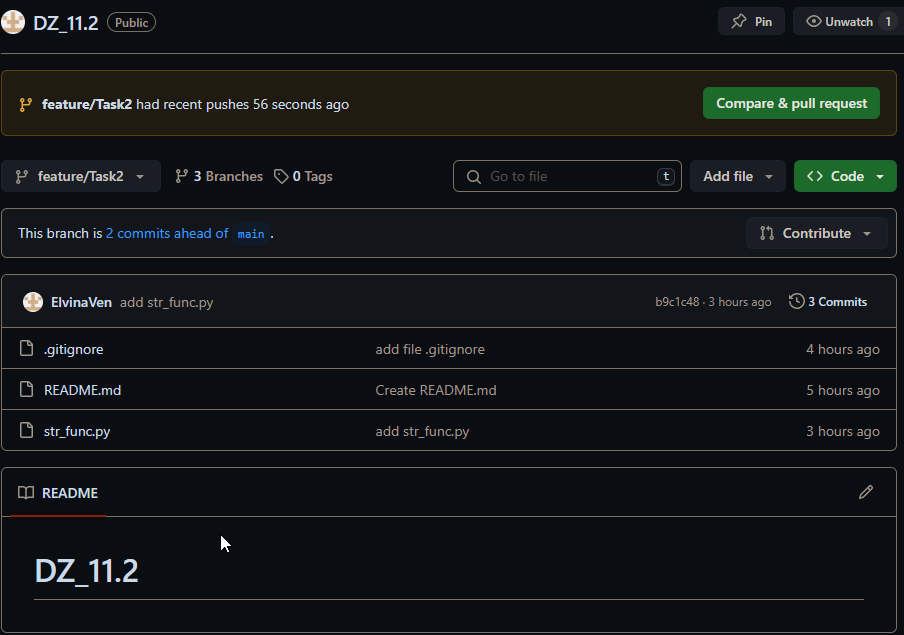 DZ_11.2 Public Pin Unwatch 1
feature/Task2 had recent pushes 56 seconds ago Compare & pull request
feature/Task2 3 Branches 0 Tags Go to file t Add file Code
This branch is 2 commits ahead of main .
Contribute
ElvinaVen add str_func.py b9c1c48 · 3 hours ago 3 Commits
.gitignore add file .gitignore 4 hours ago
README.md Create README.md 5 hours ago
str_func.py add str_func.py 3 hours ago
README
DZ_11.2